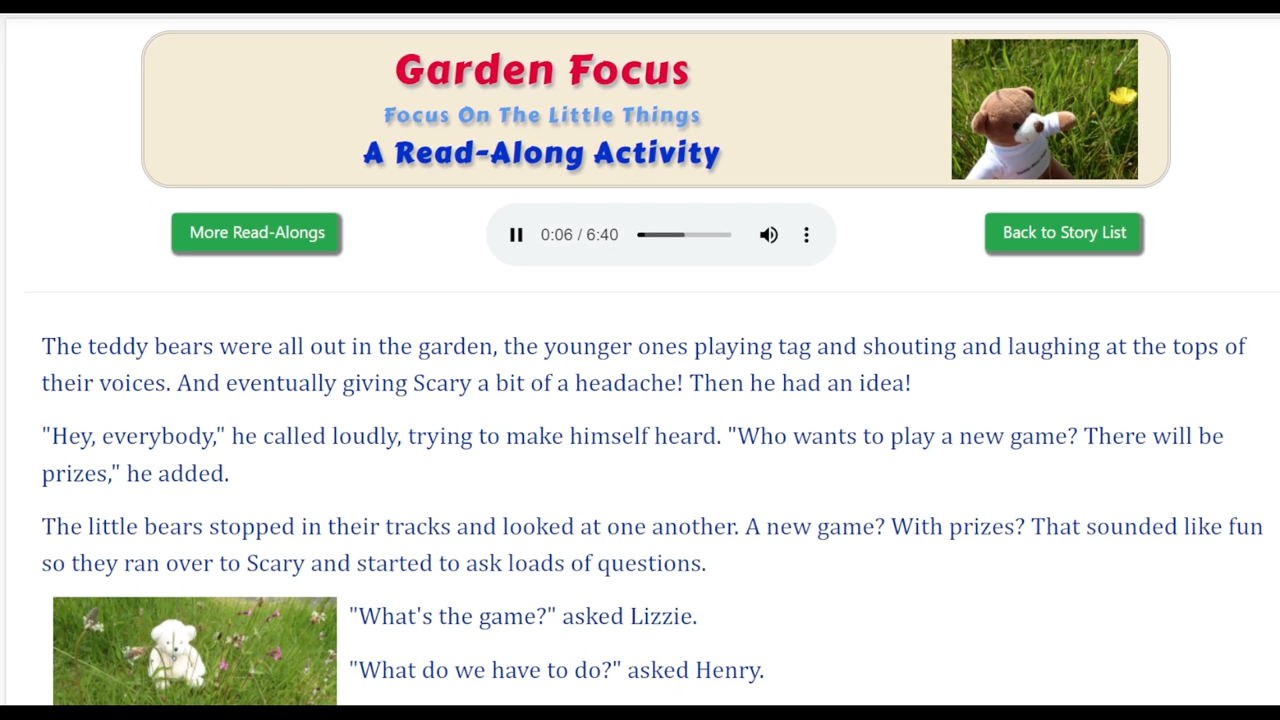 Garden Focus
Focus On The Little Things
A Read-Along Activity
More Read-Alongs
0:06 / 6:40
Back to Story List
The teddy bears were all out in the garden, the younger ones playing tag and shouting and laughing at the tops of
their voices. And eventually giving Scary a bit of a headache! Then he had an idea!
"Hey, everybody," he called loudly, trying to make himself heard. "Who wants to play a new game? There will be
prizes," he added.
The little bears stopped in their tracks and looked at one another. A new game? With prizes? That sounded like fun
so they ran over to Scary and started to ask loads of questions.
"What's the game?" asked Lizzie.
"What do we have to do?" asked Henry.